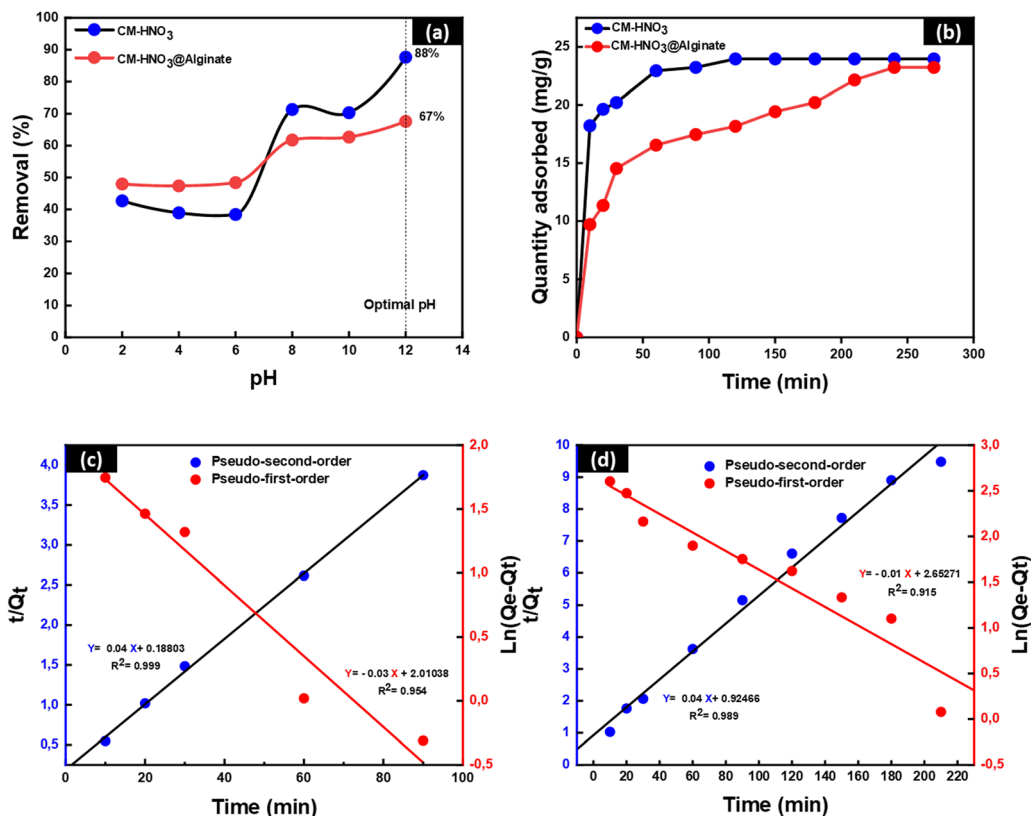 (a)
CM-HNO3
CM-HNO3@Alginate
88%
67%
Optimal pH
Removal (%)
100
90
80
70
60
50
40
30
20
10
0
0 2 4 6 8 10 12 14
pH
(b)
CM-HNO3
CM-HNO3@Alginate
Quantity adsorbed (mg/g)
25
20
15
10
5
0
0 50 100 150 200 250 300
Time (min)
(c)
Pseudo-second-order
Pseudo-first-order
t/Qt
4,0
3,5
3,0
2,5
2,0
1,5
1,0
0,5
Y= 0.04 X+ 0.18803
R2= 0.999
Y= - 0.03 X + 2.01038
R2= 0.954
2,0
1,5
1,0
0,5
0,0
-0,5
Ln(Qe-Qt)
0 20 40 60 80 100
Time (min)
(d)
Pseudo-second-order
Pseudo-first-order
t/Qt
10
9
8
7
6
5
4
3
2
1
0
Y= - 0.01 X + 2.65271
R2= 0.915
Y= 0.04 X+ 0.92466
R2= 0.989
3,0
2,5
2,0
1,5
1,0
0,5
0,0
-0,5
Ln(Qe-Qt)
0 20 40 60 80 100 120 140 160 180 200 220
Time (min)